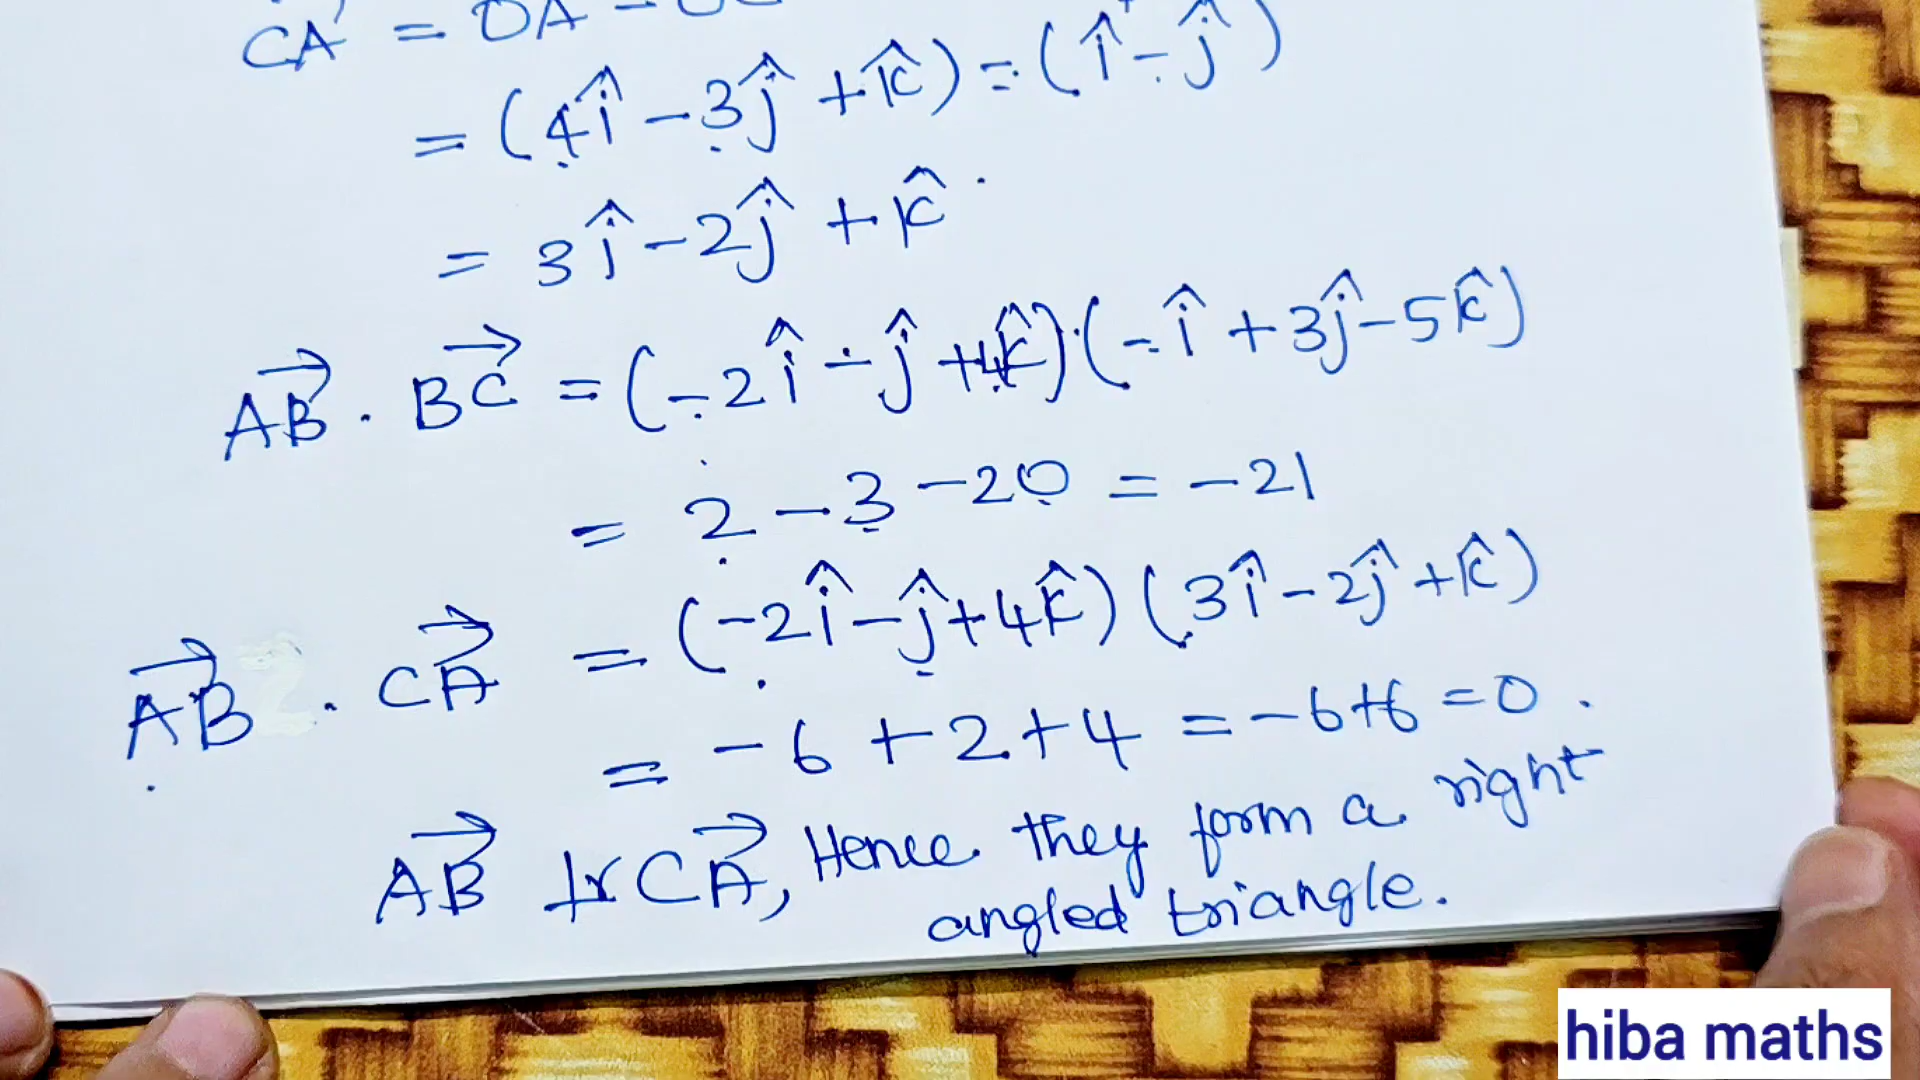 CA = OA -
= (4î - 3ĵ + k̂) - (î - ĵ)
= 3î - 2ĵ + k̂.
AB⃗ . BC⃗ = (-2î - ĵ + 4k̂).(-î + 3ĵ - 5k̂)
= 2 - 3 - 20 = -21
AB⃗ . CA⃗ = (-2î - ĵ + 4k̂) (3î - 2ĵ + k̂)
= -6 + 2 + 4 = -6+6 = 0.
AB⃗ ⊥r CA⃗, Hence they form a right
angled triangle.
hiba maths